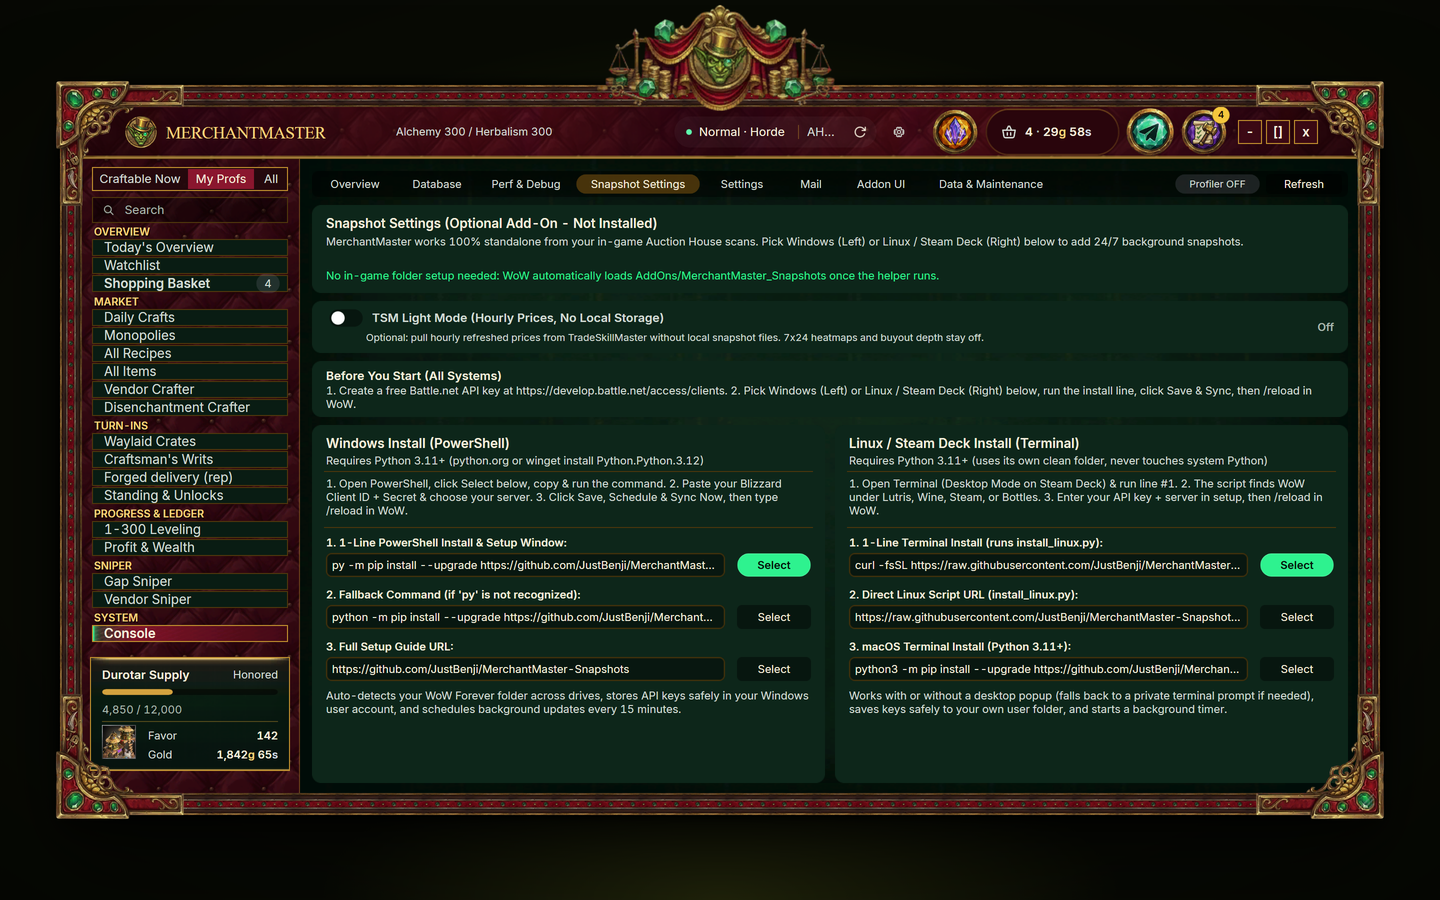 MERCHANTMASTER
Alchemy 300 / Herbalism 300
Normal · Horde
AH...
4 · 29g 58s
4
-
[]
x
Craftable Now
My Profs
All
Search
OVERVIEW
Today's Overview
Watchlist
Shopping Basket
4
MARKET
Daily Crafts
Monopolies
All Recipes
All Items
Vendor Crafter
Disenchantment Crafter
TURN-INS
Waylaid Crates
Craftsman's Writs
Forged delivery (rep)
Standing & Unlocks
PROGRESS & LEDGER
1-300 Leveling
Profit & Wealth
SNIPER
Gap Sniper
Vendor Sniper
SYSTEM
Console
Durotar Supply
Honored
4,850 / 12,000
Favor
142
Gold
1,842g 65s
Overview
Database
Perf & Debug
Snapshot Settings
Settings
Mail
Addon UI
Data & Maintenance
Profiler OFF
Refresh
Snapshot Settings (Optional Add-On - Not Installed)
MerchantMaster works 100% standalone from your in-game Auction House scans. Pick Windows (Left) or Linux / Steam Deck (Right) below to add 24/7 background snapshots.
No in-game folder setup needed: WoW automatically loads AddOns/MerchantMaster_Snapshots once the helper runs.
TSM Light Mode (Hourly Prices, No Local Storage)
Optional: pull hourly refreshed prices from TradeSkillMaster without local snapshot files. 7x24 heatmaps and buyout depth stay off.
Off
Before You Start (All Systems)
1. Create a free Battle.net API key at https://develop.battle.net/access/clients. 2. Pick Windows (Left) or Linux / Steam Deck (Right) below, run the install line, click Save & Sync, then /reload in
WoW.
Windows Install (PowerShell)
Requires Python 3.11+ (python.org or winget install Python.Python.3.12)
1. Open PowerShell, click Select below, copy & run the command. 2. Paste your Blizzard
Client ID + Secret & choose your server. 3. Click Save, Schedule & Sync Now, then type
/reload in WoW.
1. 1-Line PowerShell Install & Setup Window:
py -m pip install --upgrade https://github.com/JustBenji/MerchantMast...
Select
2. Fallback Command (if 'py' is not recognized):
python -m pip install --upgrade https://github.com/JustBenji/Merchant...
Select
3. Full Setup Guide URL:
https://github.com/JustBenji/MerchantMaster-Snapshots
Select
Auto-detects your WoW Forever folder across drives, stores API keys safely in your Windows
user account, and schedules background updates every 15 minutes.
Linux / Steam Deck Install (Terminal)
Requires Python 3.11+ (uses its own clean folder, never touches system Python)
1. Open Terminal (Desktop Mode on Steam Deck) & run line #1. 2. The script finds WoW
under Lutris, Wine, Steam, or Bottles. 3. Enter your API key + server in setup, then /reload in
WoW.
1. 1-Line Terminal Install (runs install_linux.py):
curl -fsSL https://raw.githubusercontent.com/JustBenji/MerchantMaster...
Select
2. Direct Linux Script URL (install_linux.py):
https://raw.githubusercontent.com/JustBenji/MerchantMaster-Snapshot...
Select
3. macOS Terminal Install (Python 3.11+):
python3 -m pip install --upgrade https://github.com/JustBenji/Merchan...
Select
Works with or without a desktop popup (falls back to a private terminal prompt if needed),
saves keys safely to your own user folder, and starts a background timer.